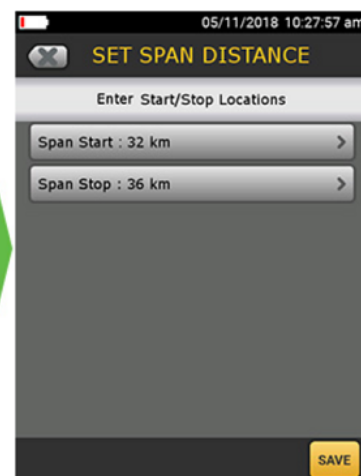 05/11/2018 10:27:57 am
SET SPAN DISTANCE
Enter Start/Stop Locations
Span Start : 32 km
Span Stop : 36 km
SAVE